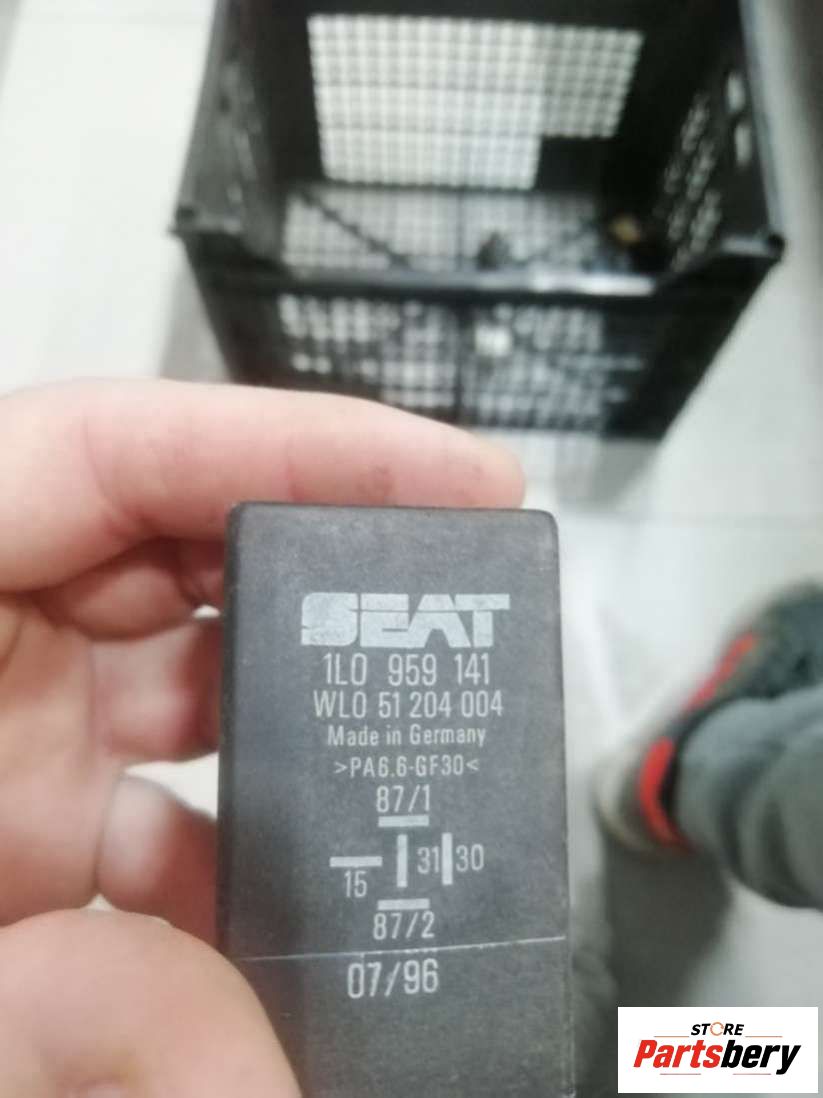 SEAT
1L0 959 141
WL0 51 204 004
Made in Germany
>PA6.6-GF30<
87/1
15 31 30
87/2
07/96
STORE
Partsbery